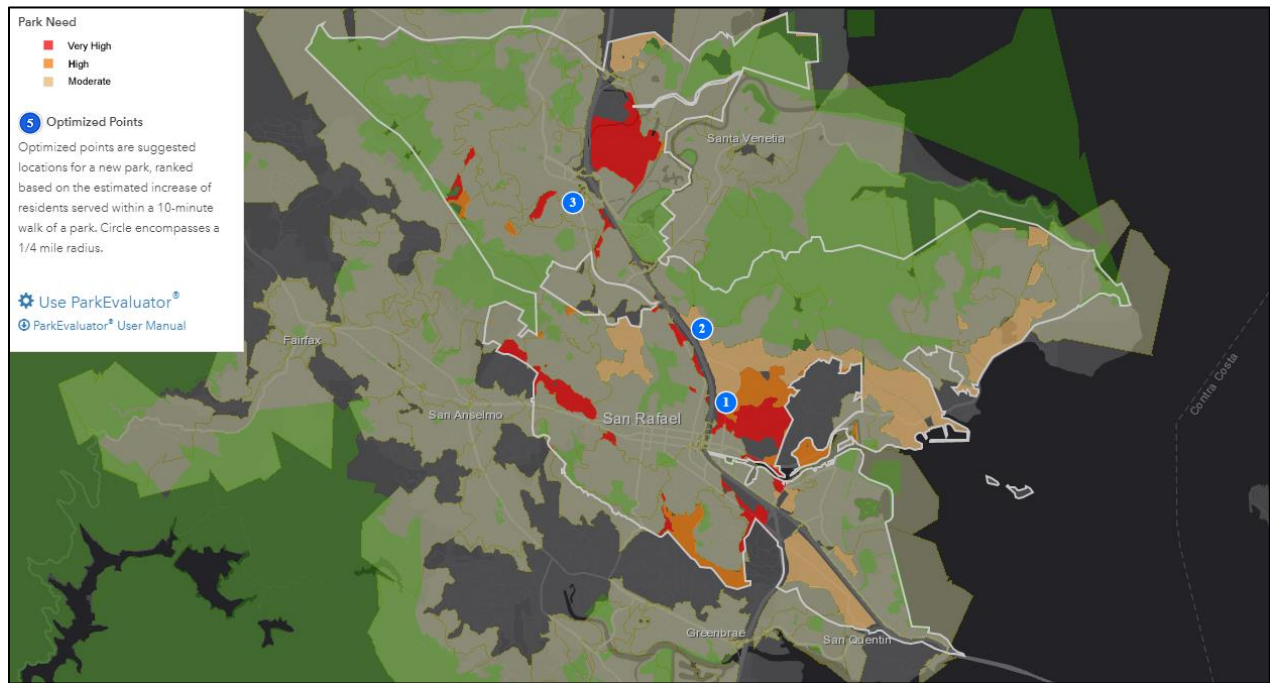 Park Need
Very High
High
Moderate
5 Optimized Points
Optimized points are suggested
locations for a new park, ranked
based on the estimated increase of
residents served within a 10-minute
walk of a park. Circle encompasses a
1/4 mile radius.
Use ParkEvaluator®
ParkEvaluator® User Manual
Santa Venetia
3
2
Fairfax
Contra Costa
1
San Anselmo
San Rafael
Greenbrae
San Quentin